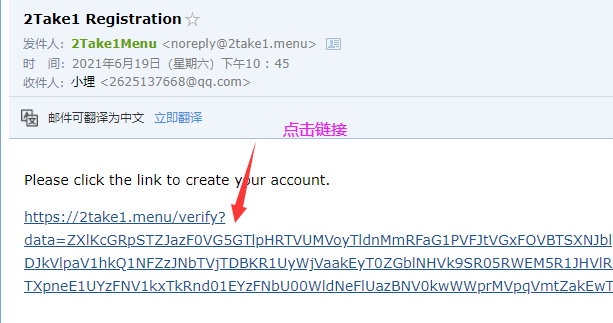 2Take1 Registration
发件人：2Take1Menu <noreply@2take1.menu>
时 间：2021年6月19日（星期六）下午10：45
收件人：小埋 <2625137668@qq.com>
邮件可翻译为中文 立即翻译
点击链接
Please click the link to create your account.
https://2take1.menu/verify?
data=ZXlKcGRpSTZJazF0VG5GTlpHRTVUMVoyTldnMmRFaG1PVFJtVGxFOVBTSXNJbl
DJkVlpaV1hkQ1NFZzJNbTVjTDBKR1UyWjVaakEyT0ZGblNHVk9SR05RWEM5R1JHVlR
TXpneE1UYzFNV1kxTkRnd01EYzFNbU00WldNeFlUazBNV0kwWWprMVpqVmtZakEwT